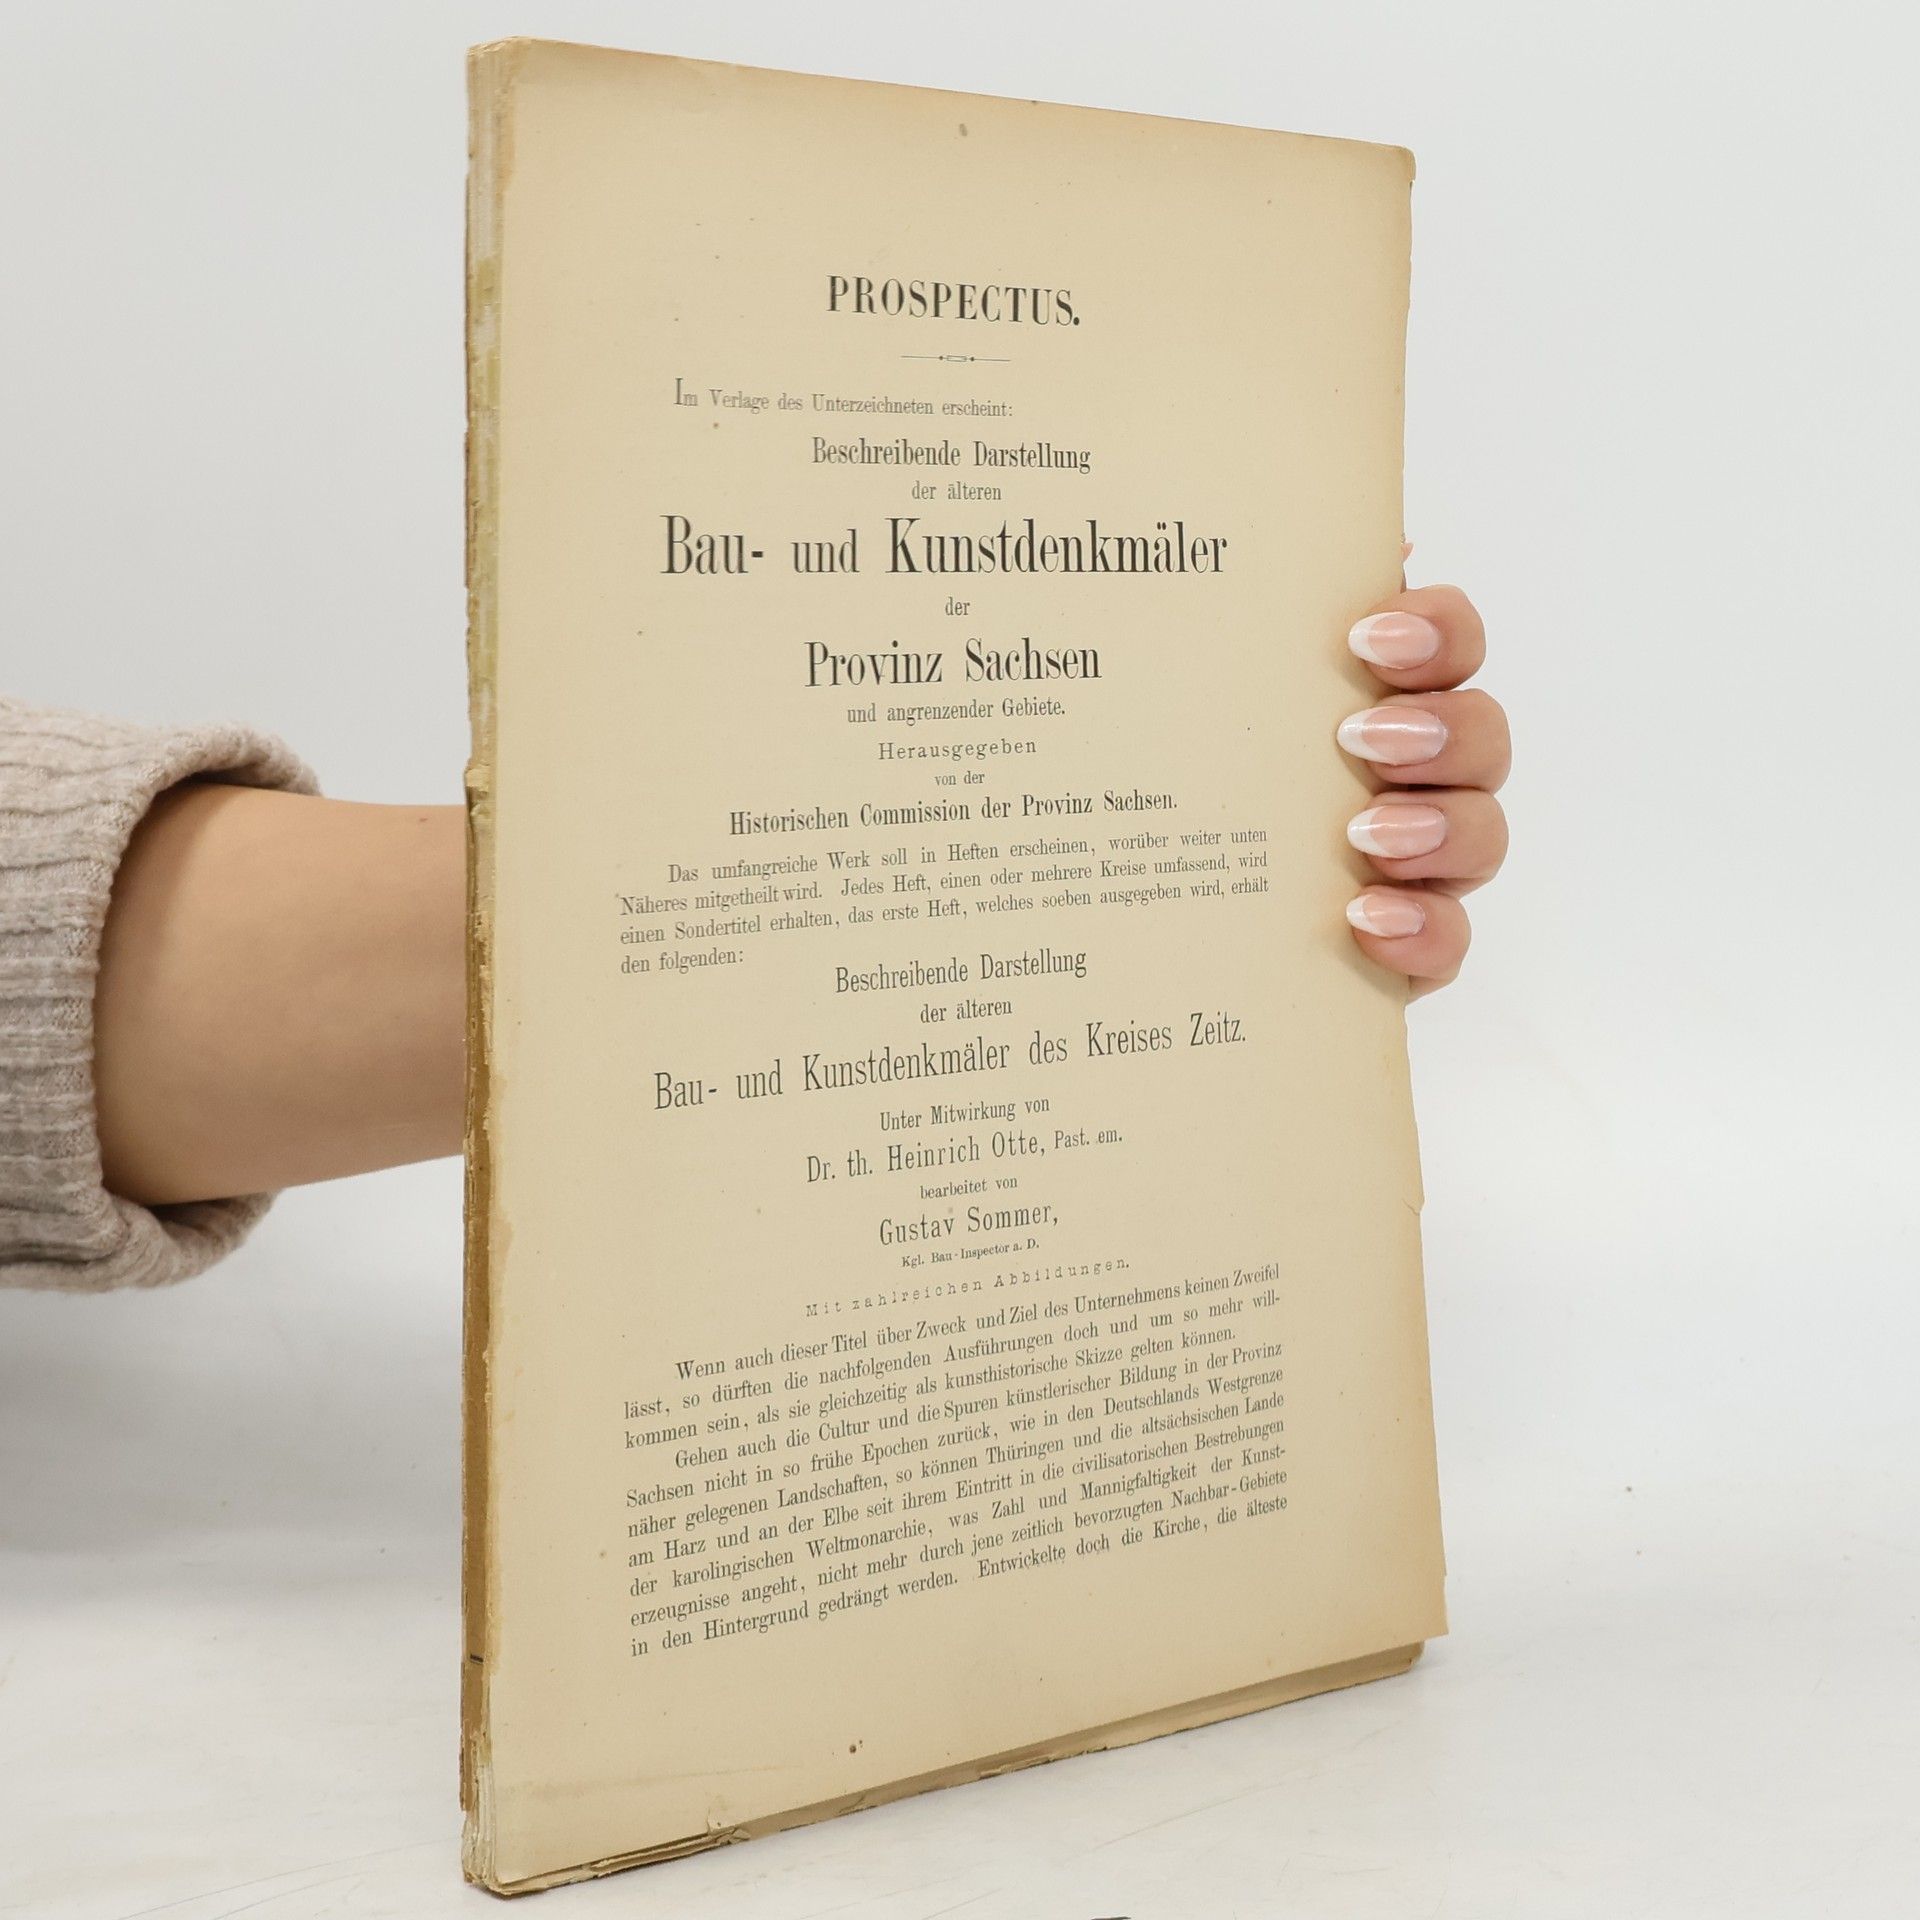 PROSPECTUS.
Im Verlage des Unterzeichneten erscheint:
Beschreibende Darstellung
der älteren
Bau- und Kunstdenkmäler
der
Provinz Sachsen
und angrenzender Gebiete.
Herausgegeben
von der
Historischen Commission der Provinz Sachsen.
Das umfangreiche Werk soll in Heften erscheinen, worüber weiter unten
Näheres mitgetheilt wird. Jedes Heft, einen oder mehrere Kreise umfassend, wird
einen Sondertitel erhalten, das erste Heft, welches soeben ausgegeben wird, erhält
den folgenden:
Beschreibende Darstellung
der älteren
Bau- und Kunstdenkmäler des Kreises Zeitz.
Unter Mitwirkung von
Dr. th. Heinrich Otte, Past. em.
bearbeitet von
Gustav Sommer,
Kgl. Bau-Inspector a. D.
Mit zahlreichen Abbildungen.
Wenn auch dieser Titel über Zweck und Ziel des Unternehmens keinen Zweifel
lässt, so dürften die nachfolgenden Ausführungen doch und um so mehr will-
kommen sein, als sie gleichzeitig als kunsthistorische Skizze gelten können.
Gehen auch die Cultur und die Spuren künstlerischer Bildung in der Provinz
Sachsen nicht in so frühe Epochen zurück, wie in den Deutschlands Westgrenze
näher gelegenen Landschaften, so können Thüringen und die altsächsischen Lande
am Harz und an der Elbe seit ihrem Eintritt in die civilisatorischen Bestrebungen
der karolingischen Weltmonarchie, was Zahl und Mannigfaltigkeit der Kunst-
erzeugnisse angeht, nicht mehr durch jene zeitlich bevorzugten Nachbar-Gebiete
in den Hintergrund gedrängt werden. Entwickelte doch die Kirche, die älteste